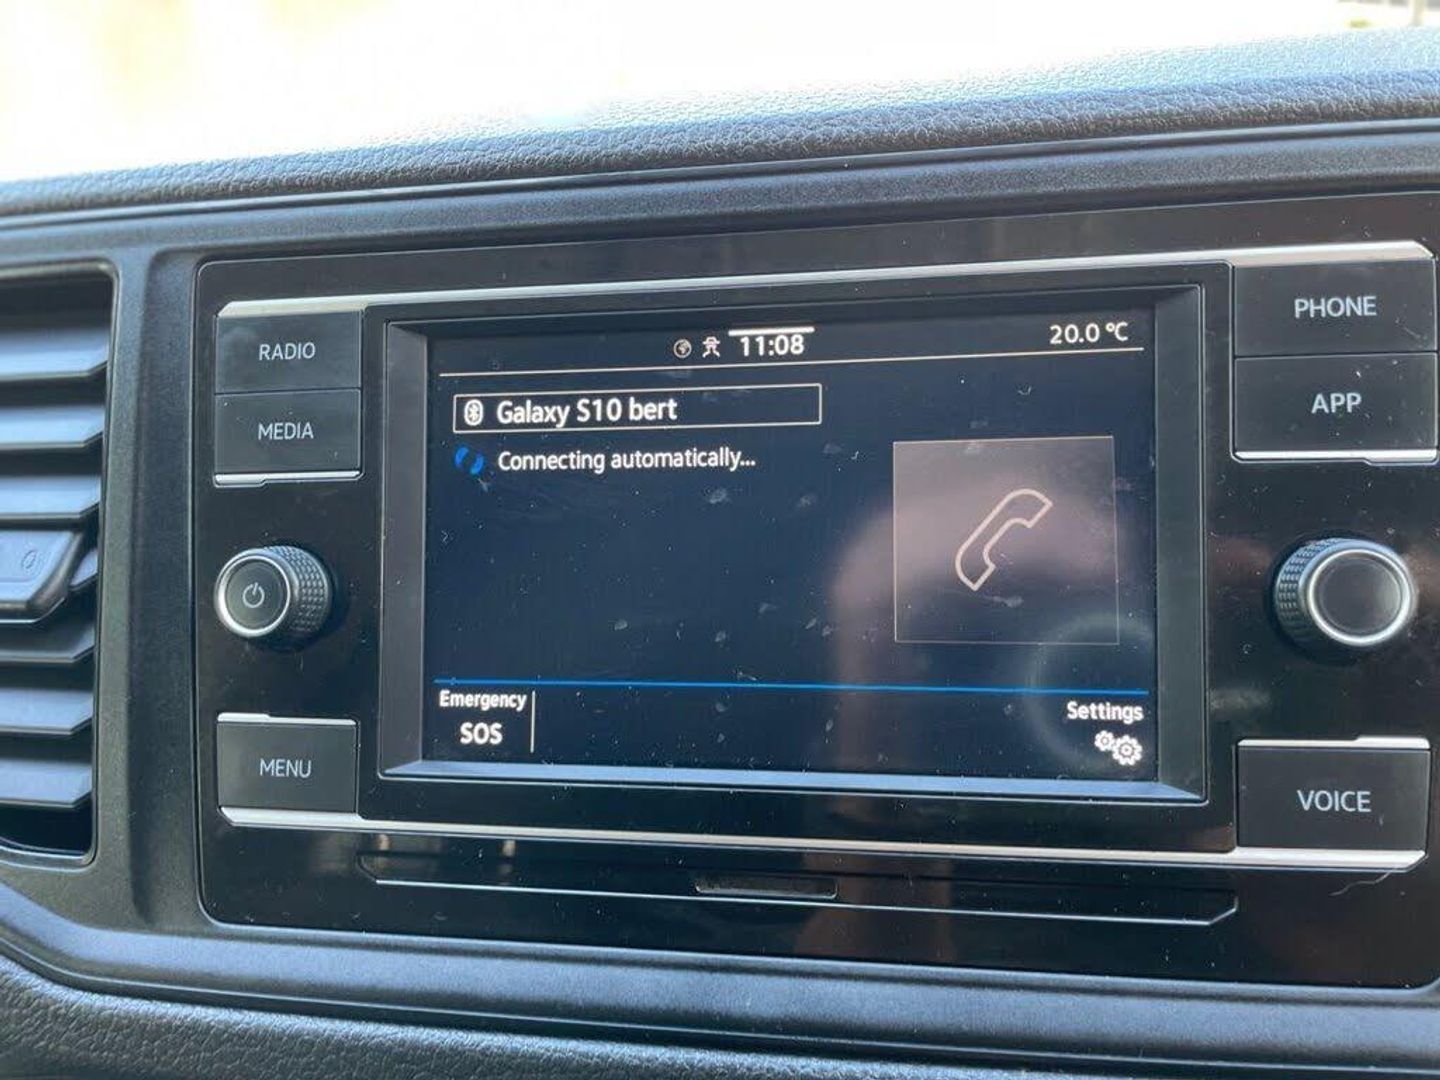 RADIO
MEDIA
MENU
11:08
20.0 °C
Galaxy S10 bert
Connecting automatically...
Emergency
SOS
Settings
PHONE
APP
VOICE